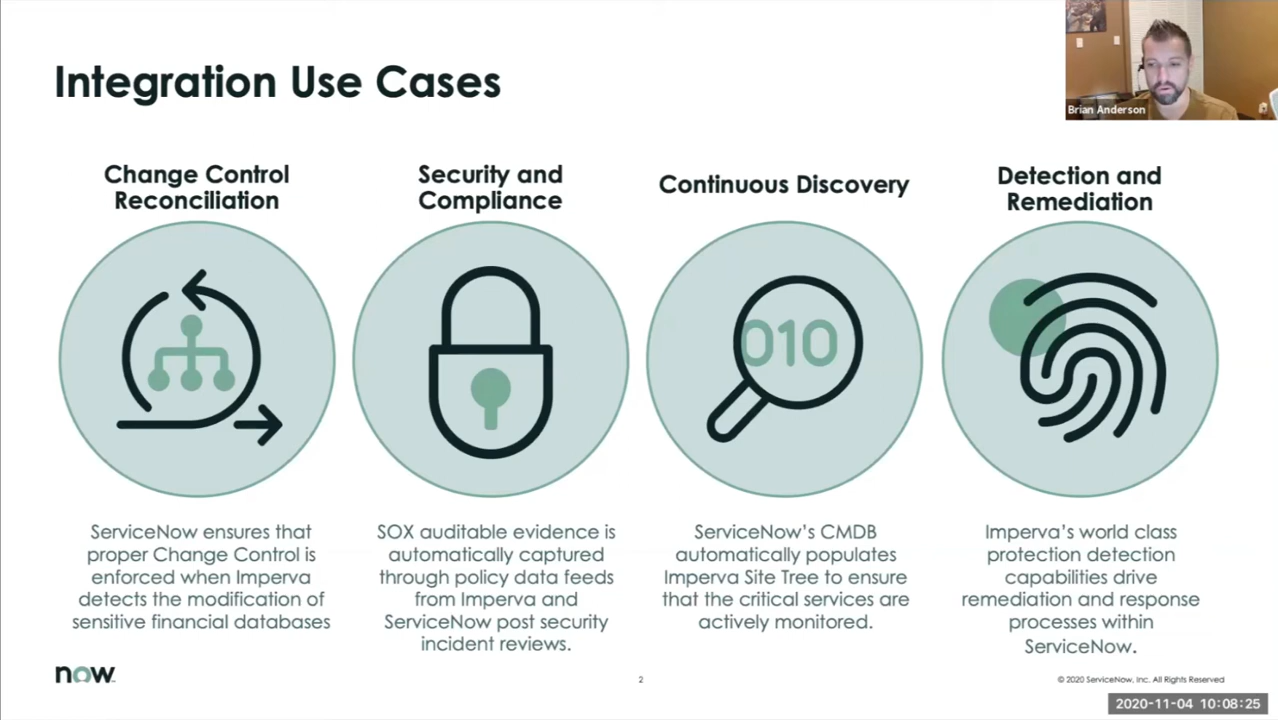 Integration Use Cases
Brian Anderson
Change Control
Reconciliation
Security and
Compliance
Continuous Discovery
Detection and
Remediation
010
ServiceNow ensures that
proper Change Control is
enforced when Imperva
detects the modification of
sensitive financial databases
SOX auditable evidence is
automatically captured
through policy data feeds
from Imperva and
ServiceNow post security
incident reviews.
ServiceNow's CMDB
automatically populates
Imperva Site Tree to ensure
that the critical services are
actively monitored.
Imperva's world class
protection detection
capabilities drive
remediation and response
processes within
ServiceNow.
now
2
© 2020 ServiceNow, Inc. All Rights Reserved
2020-11-04 10:08:25